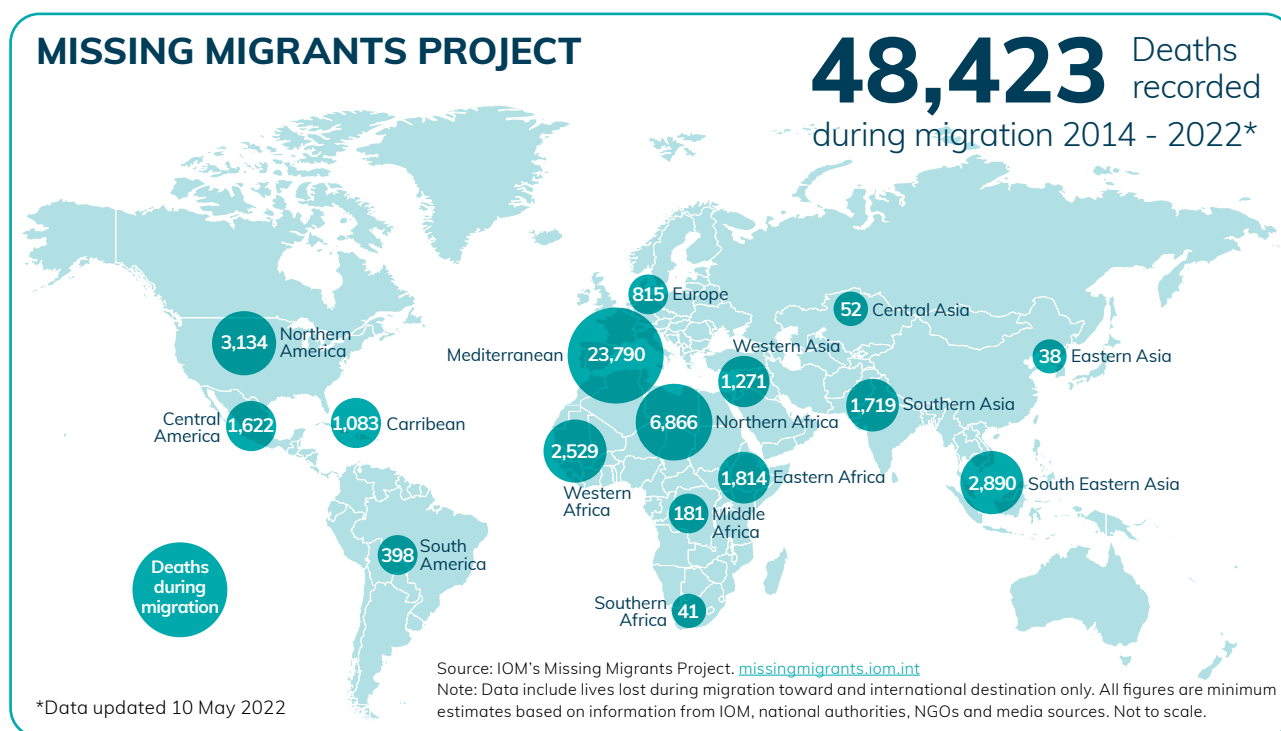 MISSING MIGRANTS PROJECT
48,423 Deaths
recorded
during migration 2014 - 2022*
815 Europe
52 Central Asia
3,134 Northern
America
Mediterranean 23,790
Western Asia
1,271
38 Eastern Asia
Central
America 1,622
1,083 Carribean
6,866 Northern Africa
1,719 Southern Asia
2,529
Western
Africa
1,814 Eastern Africa
2,890 South Eastern Asia
181 Middle
Africa
398 South
America
Deaths
during
migration
Southern
Africa 41
Source: IOM's Missing Migrants Project. missingmigrants.iom.int
Note: Data include lives lost during migration toward and international destination only. All figures are minimum
estimates based on information from IOM, national authorities, NGOs and media sources. Not to scale.
*Data updated 10 May 2022